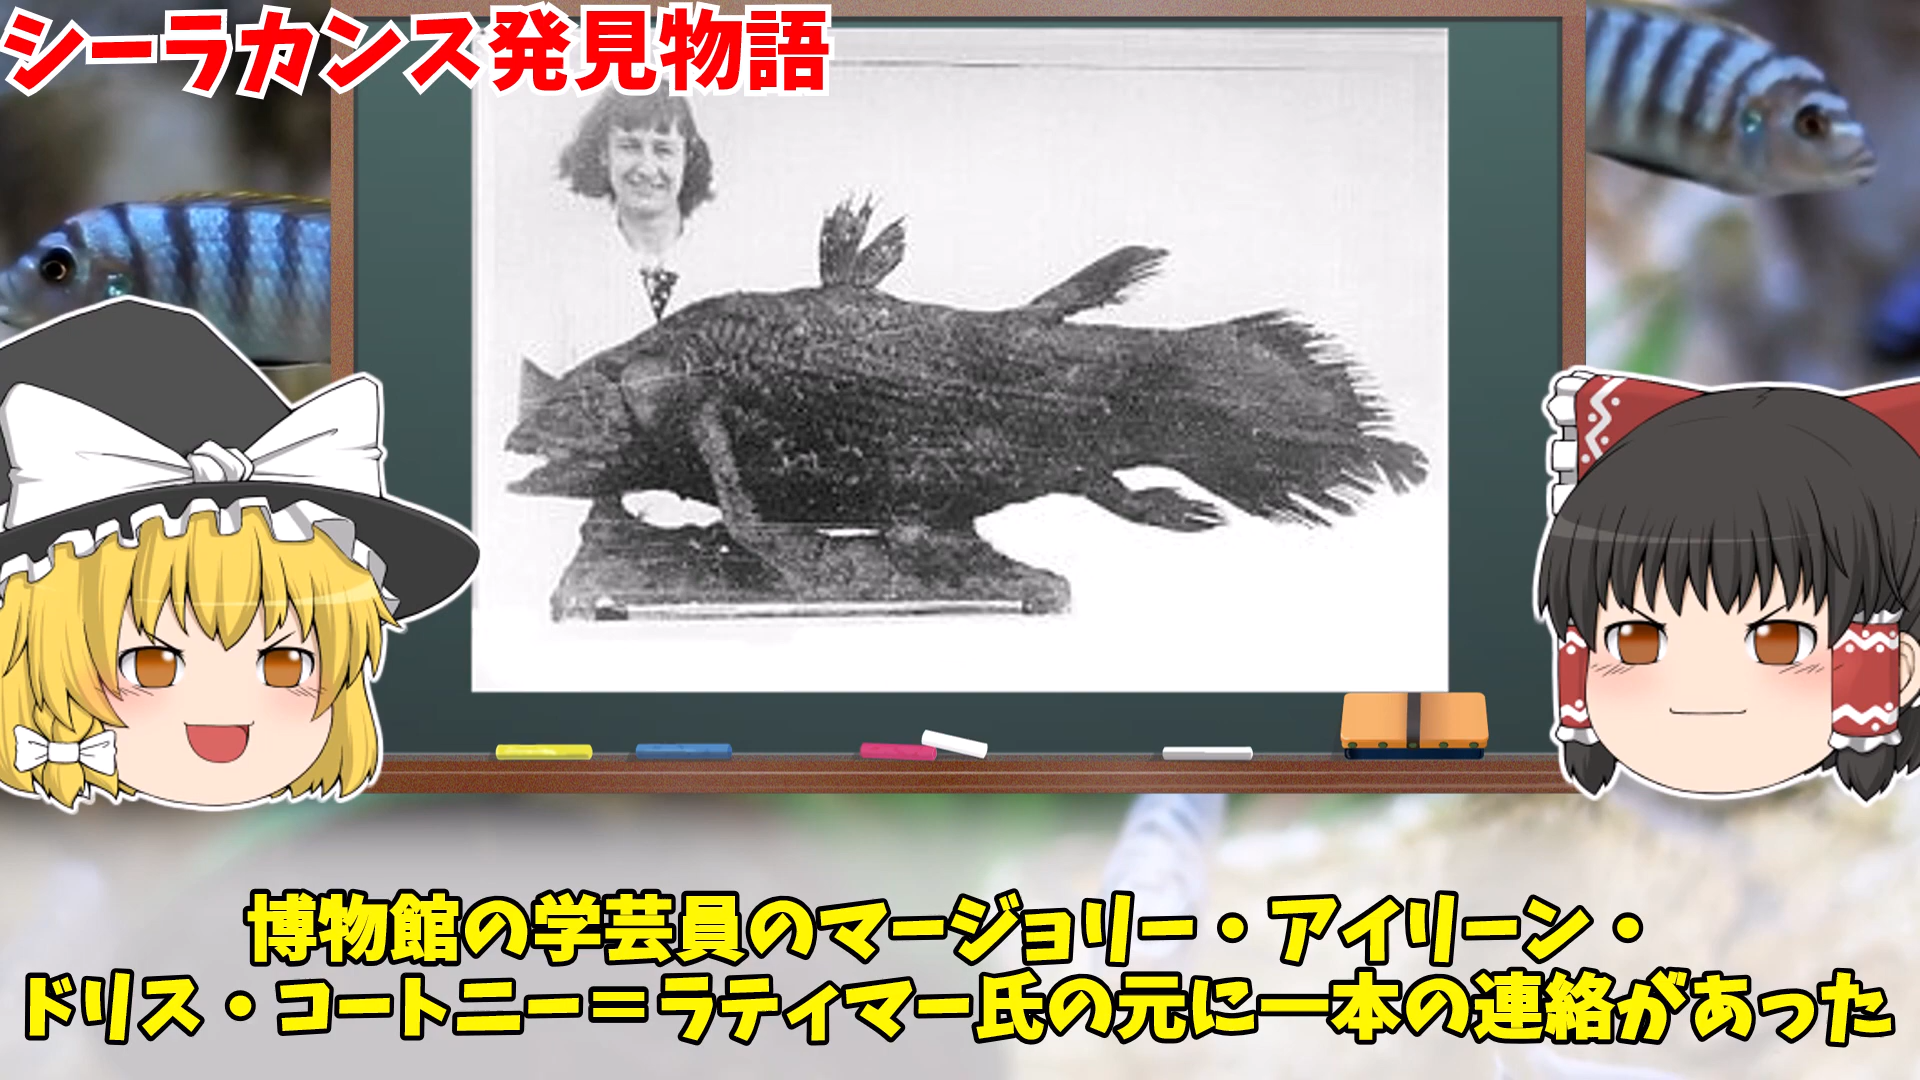 シーラカンス発見物語
博物館の学芸員のマージョリー・アイリーン・
ドリス・コートニー＝ラティマー氏の元に一本の連絡があった